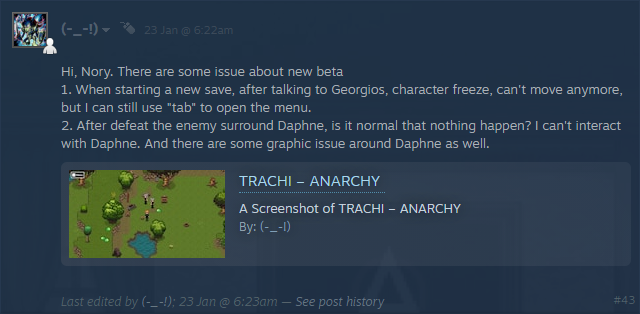 (-_-!) 23 Jan @ 6:22am
Hi, Nory. There are some issue about new beta
1. When starting a new save, after talking to Georgios, character freeze, can't move anymore,
but I can still use "tab" to open the menu.
2. After defeat the enemy surround Daphne, is it normal that nothing happen? I can't interact
with Daphne. And there are some graphic issue around Daphne as well.
TRACHI – ANARCHY
A Screenshot of TRACHI – ANARCHY
By: (-_-!)
Last edited by (-_-!); 23 Jan @ 6:23am — See post history
#43